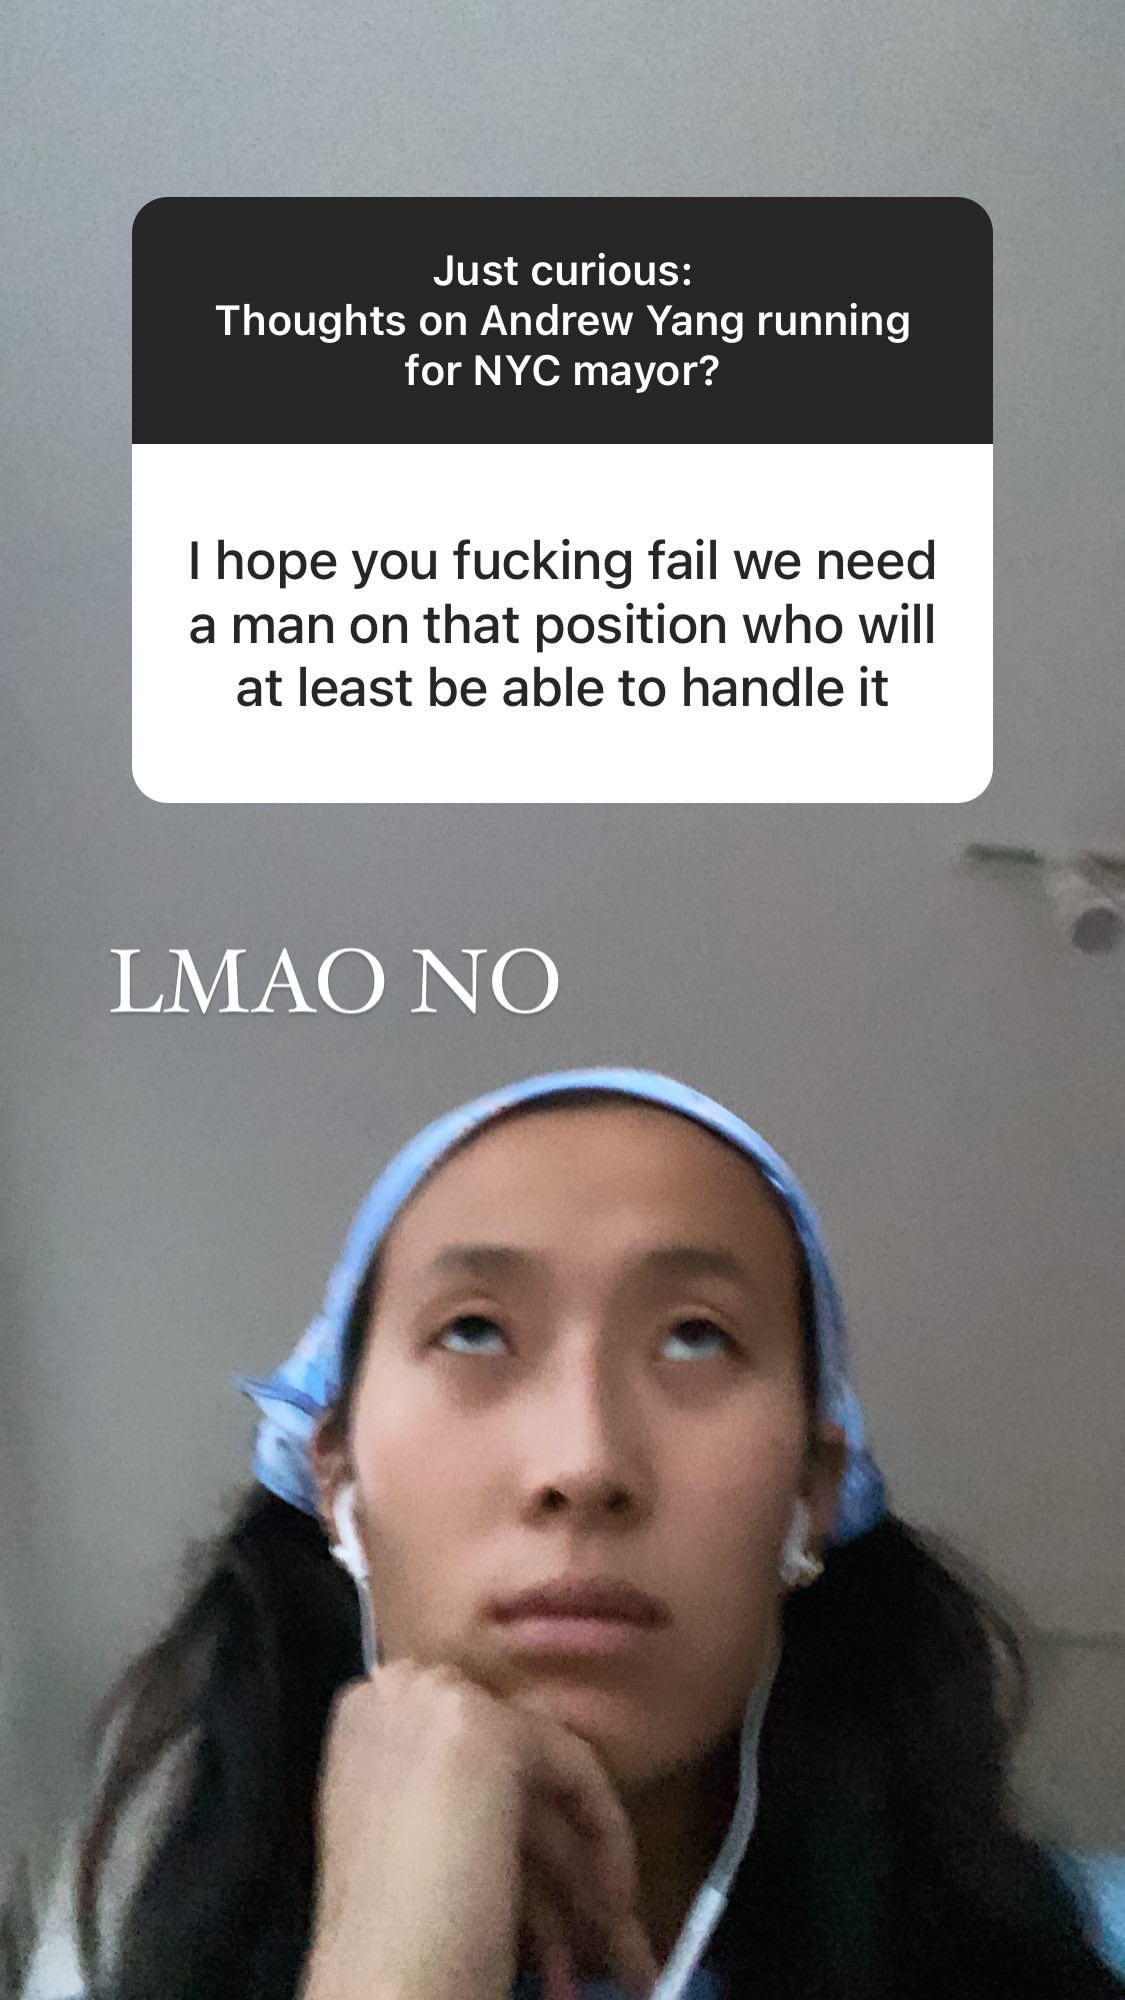 Just curious:
Thoughts on Andrew Yang running
for NYC mayor?
I hope you fucking fail we need
a man on that position who will
at least be able to handle it
LMAO NO